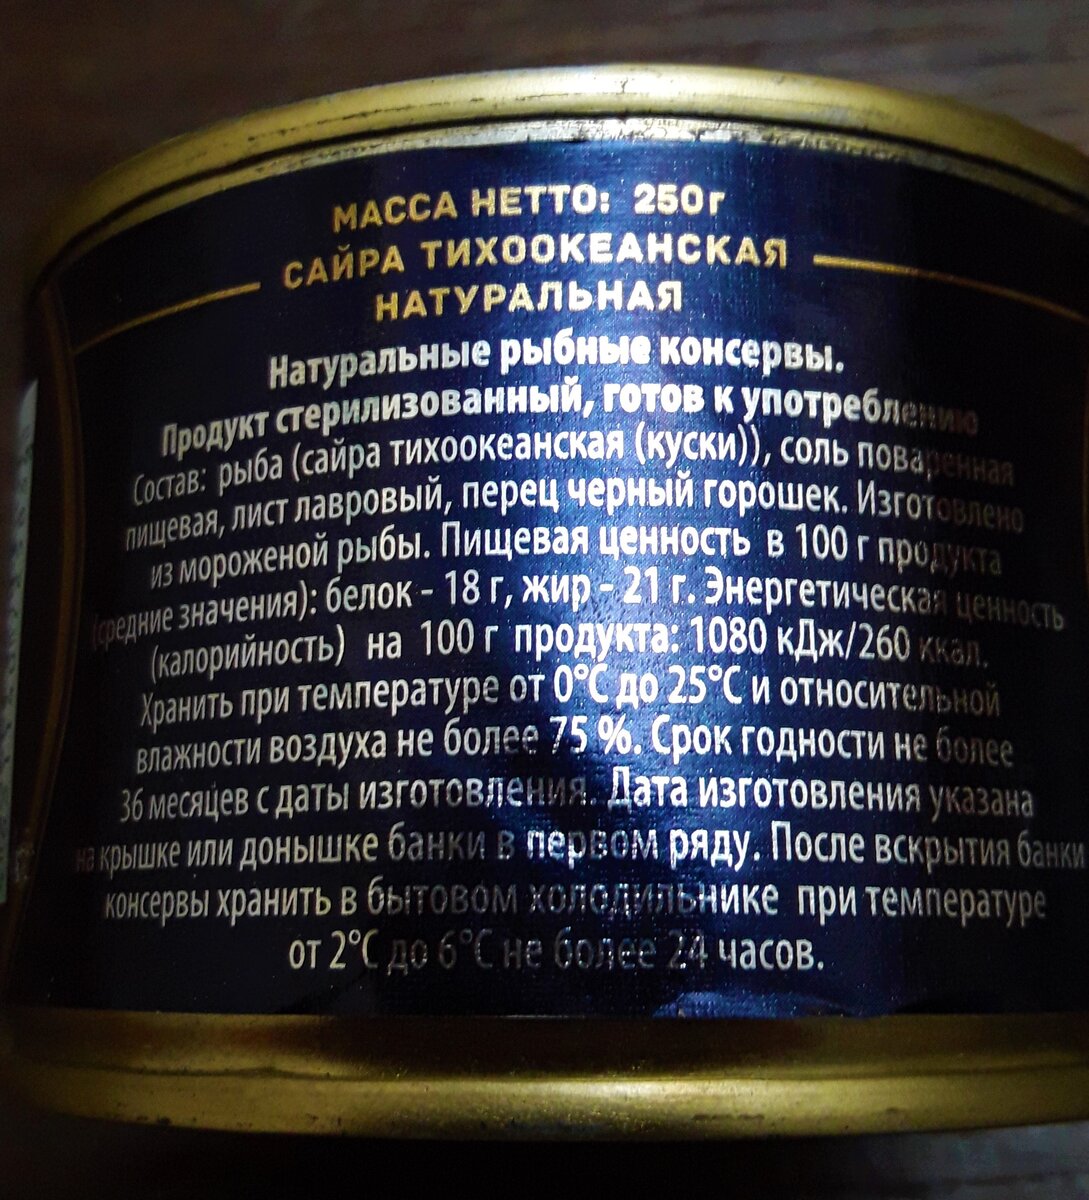 МАССА НЕТТО: 250г
САЙРА ТИХООКЕАНСКАЯ
НАТУРАЛЬНАЯ
Натуральные рыбные консервы.
Продукт стерилизованный, готов к употреблению
Состав: рыба (сайра тихоокеанская (куски)), соль поваренная
пищевая, лист лавровый, перец черный горошек. Изготовлено
из мороженой рыбы. Пищевая ценность в 100 г продукта
(средние значения): белок - 18 г, жир - 21 г. Энергетическая ценность
(калорийность) на 100 г продукта: 1080 кДж/260 ккал.
Хранить при температуре от 0°С до 25°С и относительной
влажности воздуха не более 75 %. Срок годности не более
36 месяцев с даты изготовления. Дата изготовления указана
на крышке или донышке банки в первом ряду. После вскрытия банки
консервы хранить в бытовом холодильнике при температуре
от 2°С до 6°С не более 24 часов.